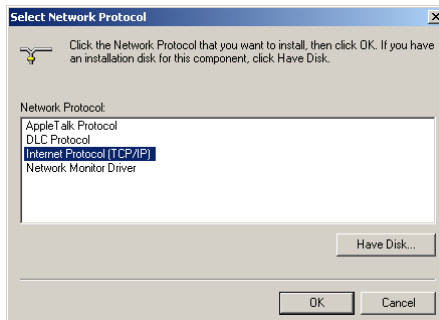 Select Network Protocol
Click the Network Protocol that you want to install, then click OK. If you have
an installation disk for this component, click Have Disk.
Network Protocol:
AppleTalk Protocol
DLC Protocol
Internet Protocol (TCP/IP)
Network Monitor Driver
Have Disk...
OK
Cancel